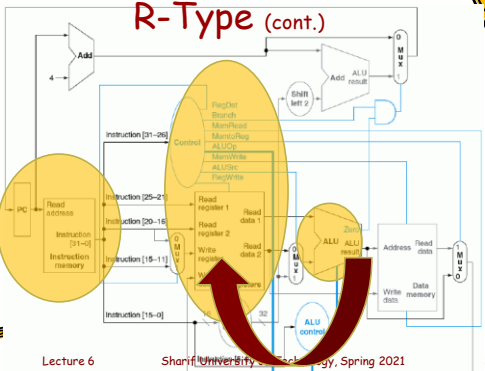 R-Type (cont.)
Add
4
0
M
u
x
1
Add ALU
result
Shift
left 2
RegDst
Branch
MemRead
MemtoReg
ALUOp
MemWrite
ALUSrc
RegWrite
Control
Instruction [31–26]
PC
Read
address
Instruction
[31–0]
Instruction
memory
Instruction [25–21]
Instruction [20–16]
Instruction [15–11]
Instruction [15–0]
0
M
u
x
1
Read
register 1
Read
register 2
Write
register
Read
data 1
Read
data 2
0
M
u
x
1
Zero
ALU ALU
result
Address
Read
data
Write
data
Data
memory
1
M
u
x
0
16
32
ALU
control
Lecture 6
Sharif University of Technology, Spring 2021